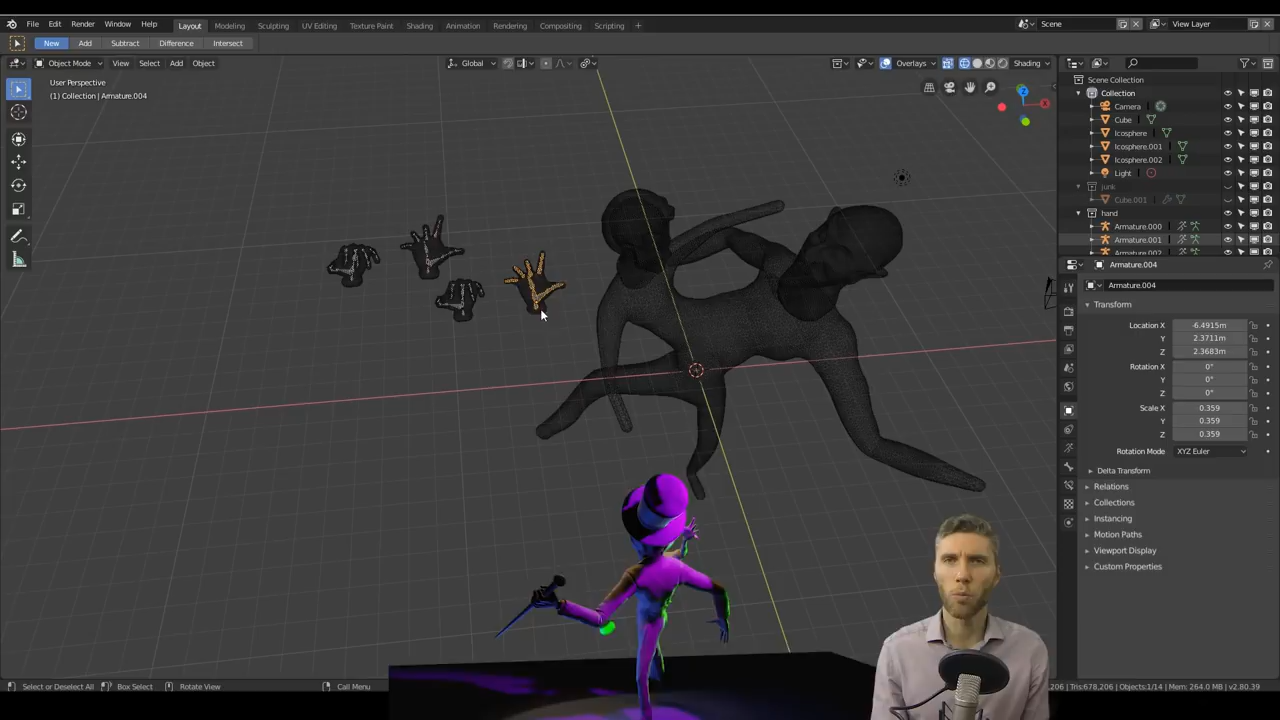 File Edit Render Window Help Layout Modeling Sculpting UV Editing Texture Paint Shading Animation Rendering Compositing Scripting + Scene View Layer
New Add Subtract Difference Intersect
Object Mode View Select Add Object Global Overlays Shading
User Perspective
(1) Collection | Armature.004
Scene Collection
Collection
Camera
Cube
Icosphere
Icosphere.001
Icosphere.002
Light
junk
Cube.001
hand
Armature.000
Armature.001
Armature.002
Armature.004
Armature.004
Transform
Location X -6.4915m
Y 2.3711m
Z 2.3683m
Rotation X 0°
Y 0°
Z 0°
Scale X 0.359
Y 0.359
Z 0.359
Rotation Mode XYZ Euler
Delta Transform
Relations
Collections
Instancing
Motion Paths
Viewport Display
Custom Properties
Select or Deselect All Box Select Rotate View Call Menu ,206 | Tris:678,206 | Objects:1/14 | Mem: 264.0 MB | v2.80.39